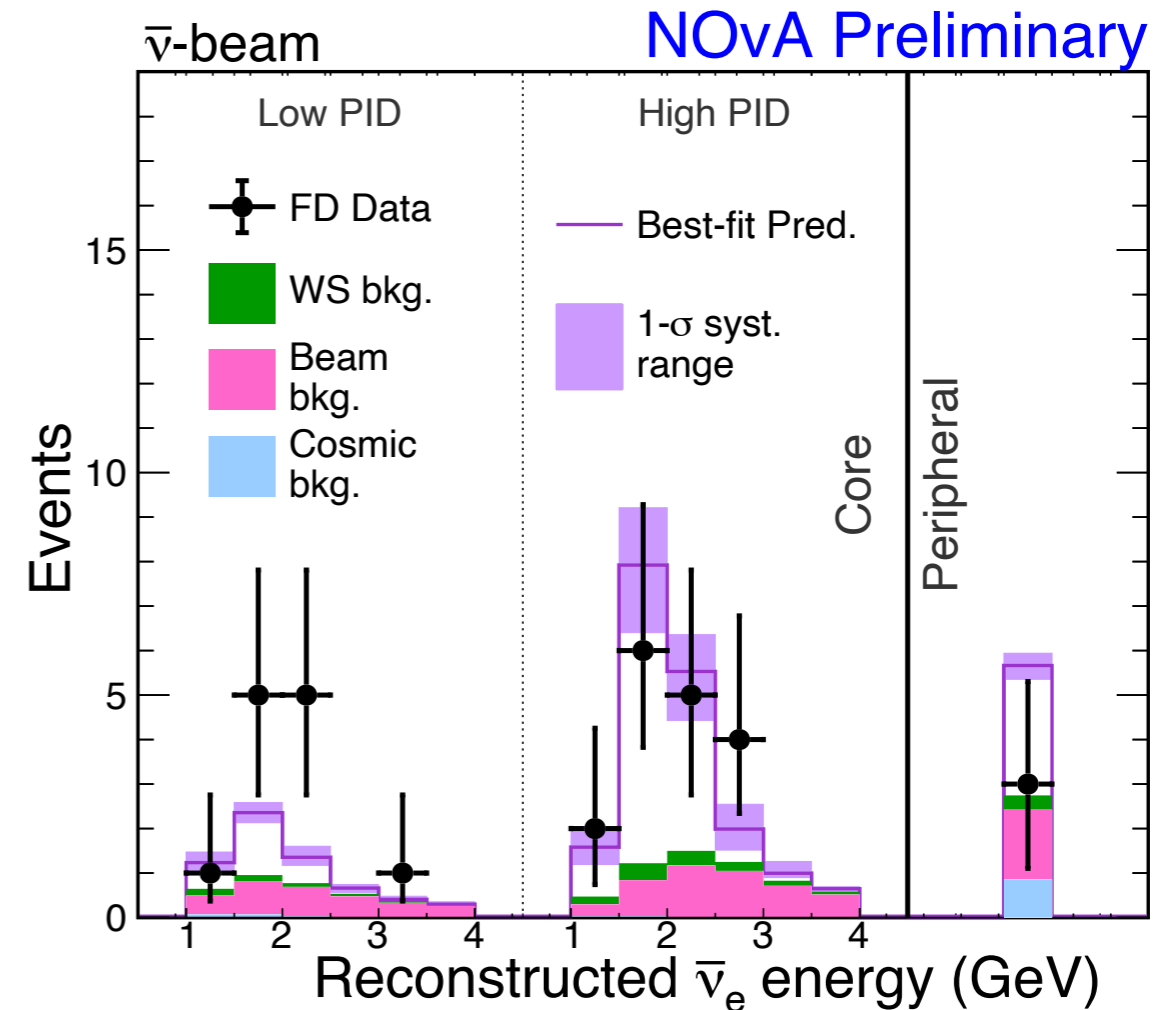 ν̅-beam
NOvA Preliminary
Low PID
High PID
FD Data
WS bkg.
Beam
bkg.
Cosmic
bkg.
Best-fit Pred.
1-σ syst.
range
Core
Peripheral
Events
15
10
5
0
1 2 3 4
1 2 3 4
Reconstructed ν̅e energy (GeV)